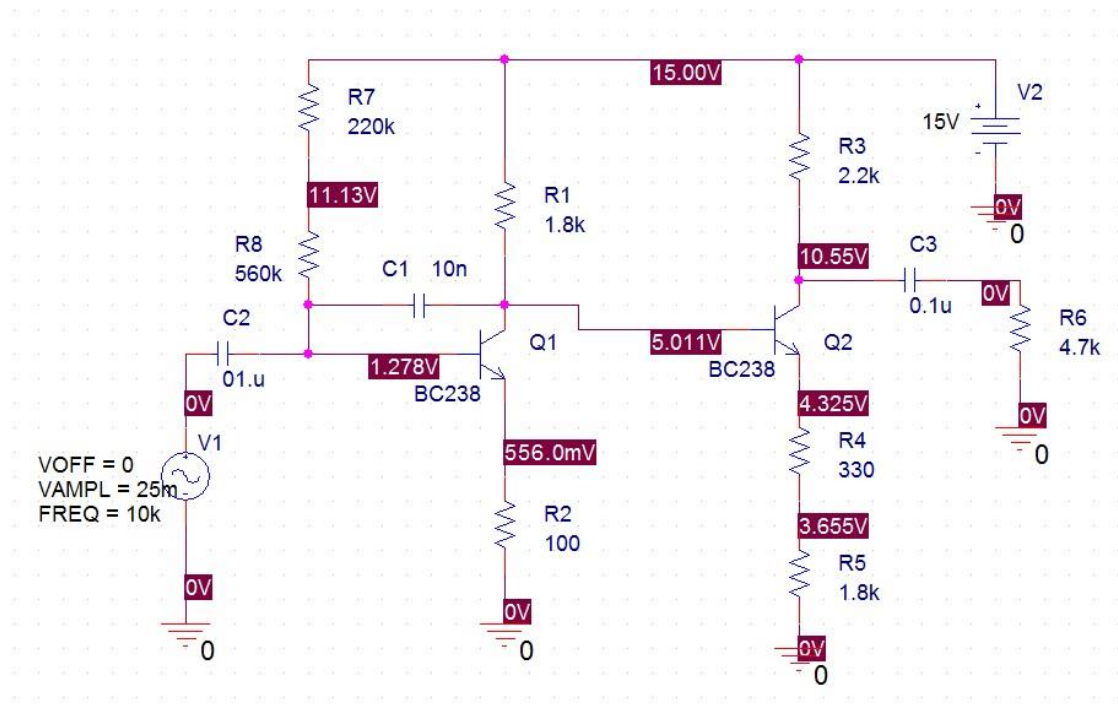 15.00V
V2
15V
R7
220k
R3
2.2k
11.13V
R1
1.8k
0V
0
R8
560k
C1 10n
10.55V
C3
0.1u
0V
C2
01.u
Q1
5.011V
Q2
R6
4.7k
1.278V
BC238
BC238
0V
4.325V
0V
V1
R4
330
0
556.0mV
VOFF = 0
VAMPL = 25m
FREQ = 10k
R2
100
3.655V
R5
1.8k
0V
0V
0
0
0V
0